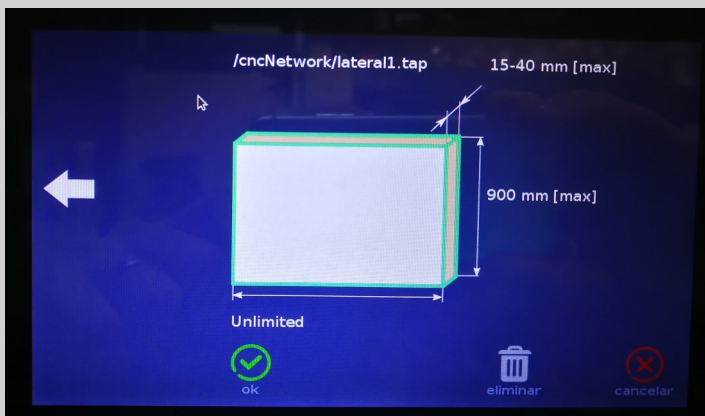 /cncNetwork/lateral1.tap
15-40 mm [max]
900 mm [max]
Unlimited
ok
eliminar
cancelar